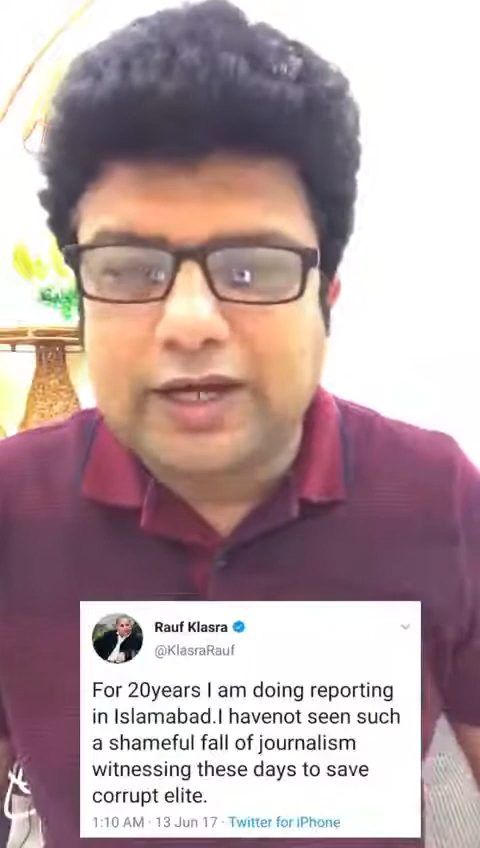 Rauf Klasra
@KlasraRauf
For 20years I am doing reporting
in Islamabad.I havenot seen such
a shameful fall of journalism
witnessing these days to save
corrupt elite.
1:10 AM · 13 Jun 17 · Twitter for iPhone